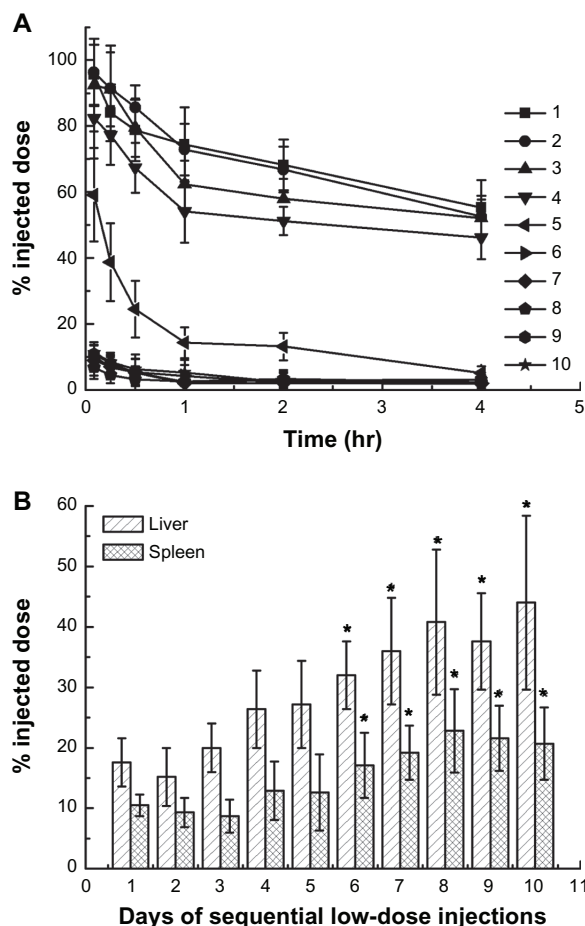 A
% injected dose
100
80
60
40
20
0
0 1 2 3 4 5
Time (hr)
1
2
3
4
5
6
7
8
9
10
B
% injected dose
60
50
40
30
20
10
0
Liver
Spleen
* * * * *
* * * * *
0 1 2 3 4 5 6 7 8 9 10 11
Days of sequential low-dose injections